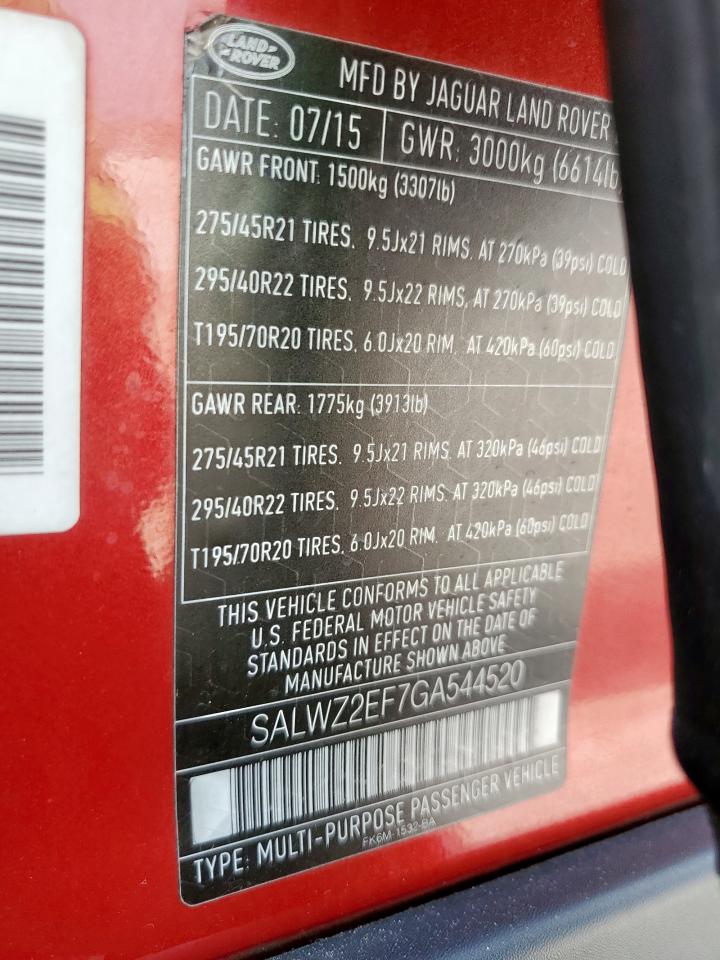 LAND
ROVER
MFD BY JAGUAR LAND ROVER
DATE: 07/15 GWR: 3000kg (6614lb)
GAWR FRONT: 1500kg (3307lb)
275/45R21 TIRES, 9.5Jx21 RIMS, AT 270kPa (39psi) COLD
295/40R22 TIRES, 9.5Jx22 RIMS, AT 270kPa (39psi) COLD
T195/70R20 TIRES, 6.0Jx20 RIM, AT 420kPa (60psi) COLD
GAWR REAR: 1775kg (3913lb)
275/45R21 TIRES, 9.5Jx21 RIMS, AT 320kPa (46psi) COLD
295/40R22 TIRES, 9.5Jx22 RIMS, AT 320kPa (46psi) COLD
T195/70R20 TIRES, 6.0Jx20 RIM, AT 420kPa (60psi) COLD
THIS VEHICLE CONFORMS TO ALL APPLICABLE
U.S. FEDERAL MOTOR VEHICLE SAFETY
STANDARDS IN EFFECT ON THE DATE OF
MANUFACTURE SHOWN ABOVE
SALWZ2EF7GA544520
TYPE: MULTI-PURPOSE PASSENGER VEHICLE
FK6M-1532-BA